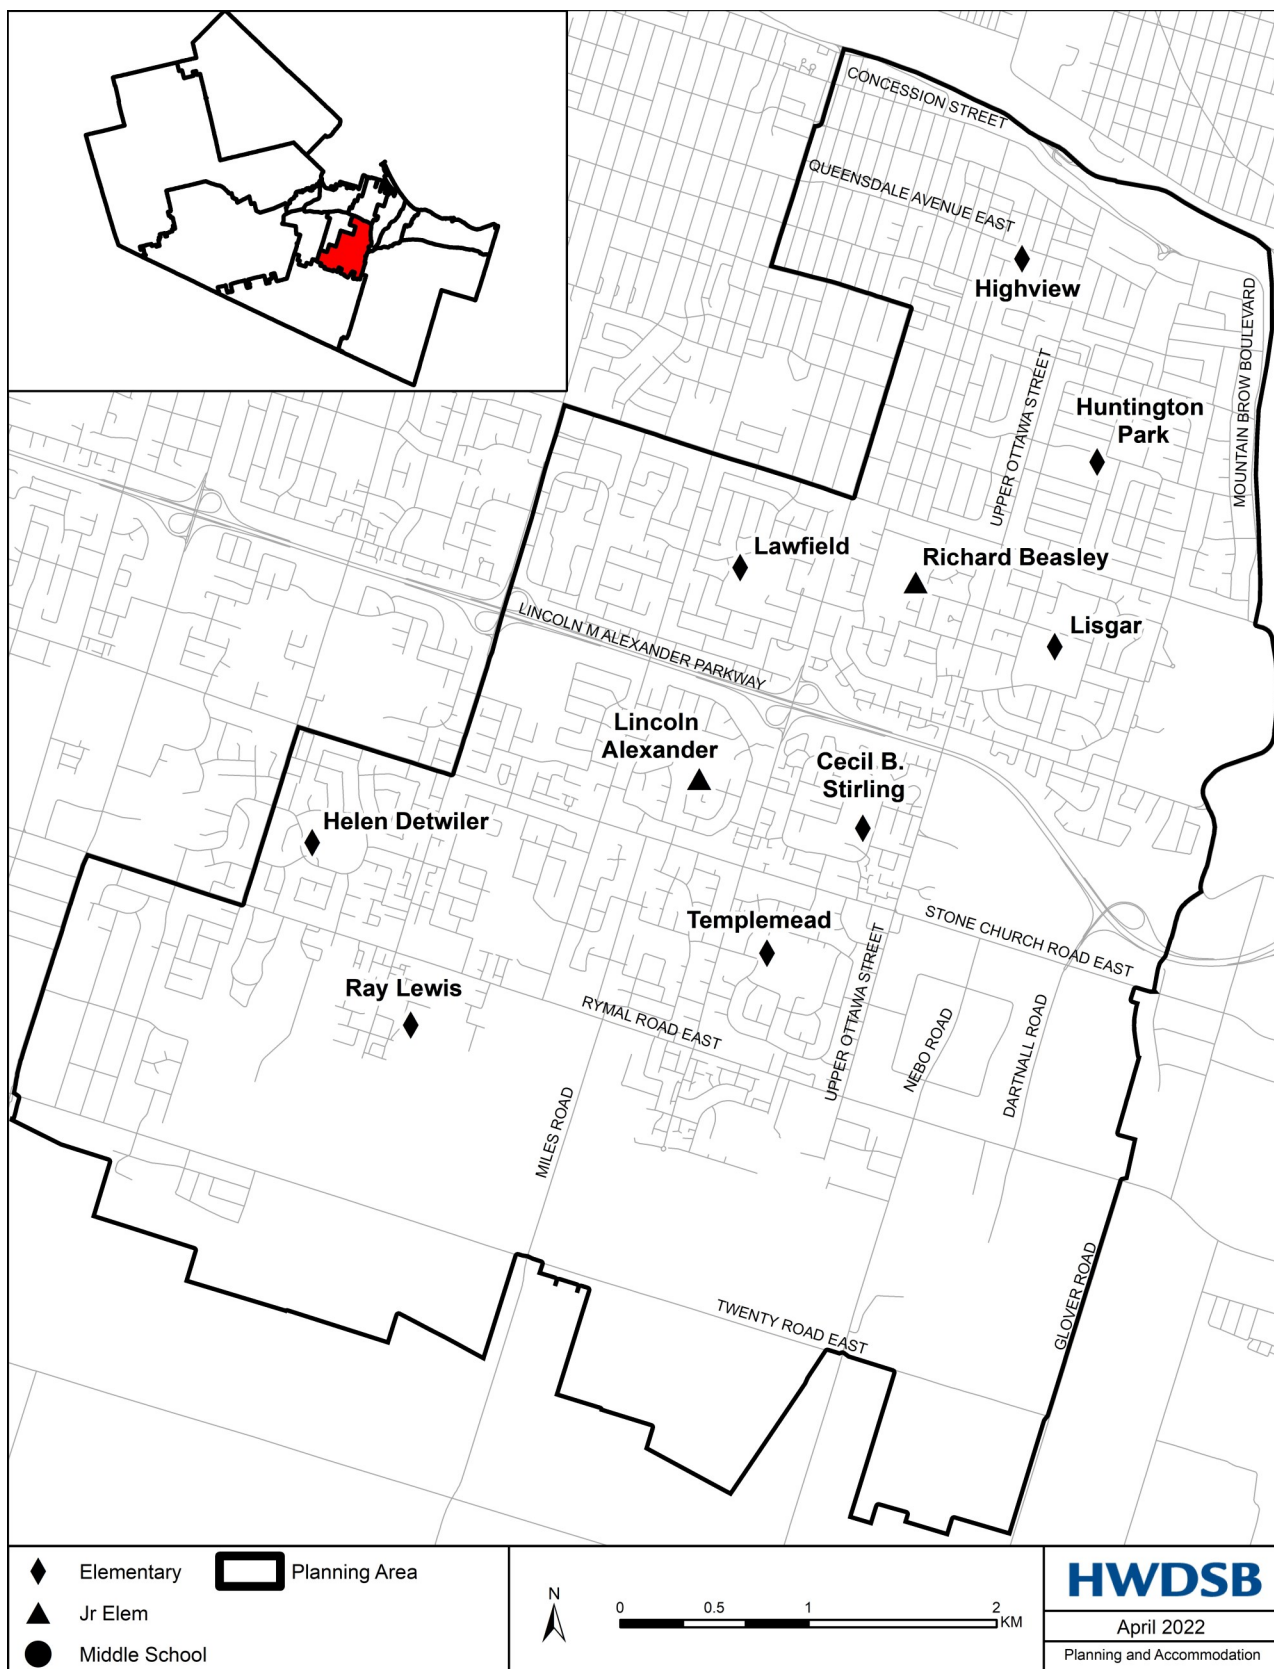 CONCESSION STREET
QUEENSDALE AVENUE EAST
Highview
MOUNTAIN BROW BOULEVARD
UPPER OTTAWA STREET
Huntington
Park
Lawfield
Richard Beasley
LINCOLN M ALEXANDER PARKWAY
Lisgar
Lincoln
Alexander
Cecil B.
Stirling
Helen Detwiler
Templemead
STONE CHURCH ROAD EAST
Ray Lewis
RYMAL ROAD EAST
UPPER OTTAWA STREET
NEBO ROAD
DARTNALL ROAD
MILES ROAD
GLOVER ROAD
TWENTY ROAD EAST
Elementary
Planning Area
Jr Elem
Middle School
N
0 0.5 1 2
KM
HWDSB
April 2022
Planning and Accommodation